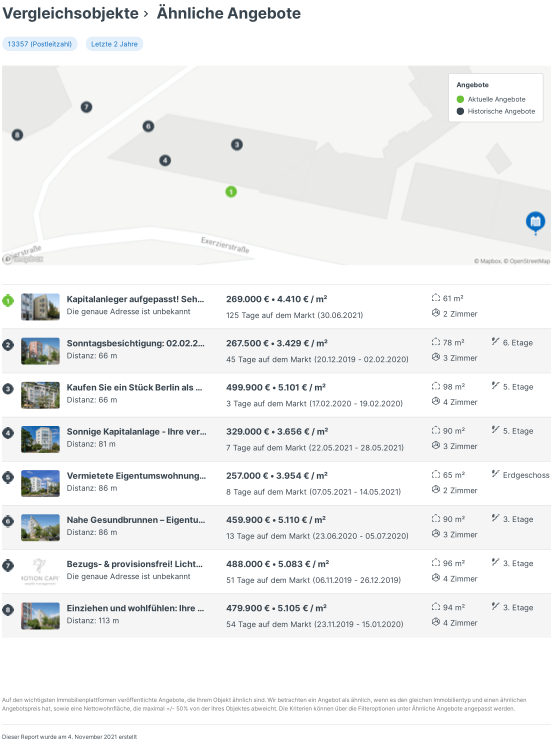 Vergleichsobjekte › Ähnliche Angebote
13357 (Postleitzahl) Letzte 2 Jahre
Angebote
Aktuelle Angebote
Historische Angebote
7
6
8
3
4
1
Exerzierstraße
erstraße
mapbox
© Mapbox, © OpenStreetMap
1 Kapitalanleger aufgepasst! Seh... 269.000 € • 4.410 € / m² 61 m²
Die genaue Adresse ist unbekannt 125 Tage auf dem Markt (30.06.2021) 2 Zimmer
2 Sonntagsbesichtigung: 02.02.2... 267.500 € • 3.429 € / m² 78 m² 6. Etage
Distanz: 66 m 45 Tage auf dem Markt (20.12.2019 - 02.02.2020) 3 Zimmer
3 Kaufen Sie ein Stück Berlin als ... 499.900 € • 5.101 € / m² 98 m² 5. Etage
Distanz: 66 m 3 Tage auf dem Markt (17.02.2020 - 19.02.2020) 4 Zimmer
4 Sonnige Kapitalanlage - Ihre ver... 329.000 € • 3.656 € / m² 90 m² 5. Etage
Distanz: 81 m 7 Tage auf dem Markt (22.05.2021 - 28.05.2021) 3 Zimmer
5 Vermietete Eigentumswohnung... 257.000 € • 3.954 € / m² 65 m² Erdgeschoss
Distanz: 86 m 8 Tage auf dem Markt (07.05.2021 - 14.05.2021) 2 Zimmer
6 Nahe Gesundbrunnen – Eigentu... 459.900 € • 5.110 € / m² 90 m² 3. Etage
Distanz: 86 m 13 Tage auf dem Markt (23.06.2020 - 05.07.2020) 3 Zimmer
7 Bezugs- & provisionsfrei! Licht... 488.000 € • 5.083 € / m² 96 m² 3. Etage
Die genaue Adresse ist unbekannt 51 Tage auf dem Markt (06.11.2019 - 26.12.2019) 4 Zimmer
8 Einziehen und wohlfühlen: Ihre ... 479.900 € • 5.105 € / m² 94 m² 3. Etage
Distanz: 113 m 54 Tage auf dem Markt (23.11.2019 - 15.01.2020) 4 Zimmer
Auf den wichtigsten Immobilienplattformen veröffentlichte Angebote, die Ihrem Objekt ähnlich sind. Wir betrachten ein Angebot als ähnlich, wenn es den gleichen Immobilientyp und einen ähnlichen
Angebotspreis hat, sowie eine Nettowohnfläche, die maximal +/- 50% von der Ihres Objektes abweicht. Die Kriterien können über die Filteroptionen unter Ähnliche Angebote angepasst werden.
Dieser Report wurde am 4. November 2021 erstellt